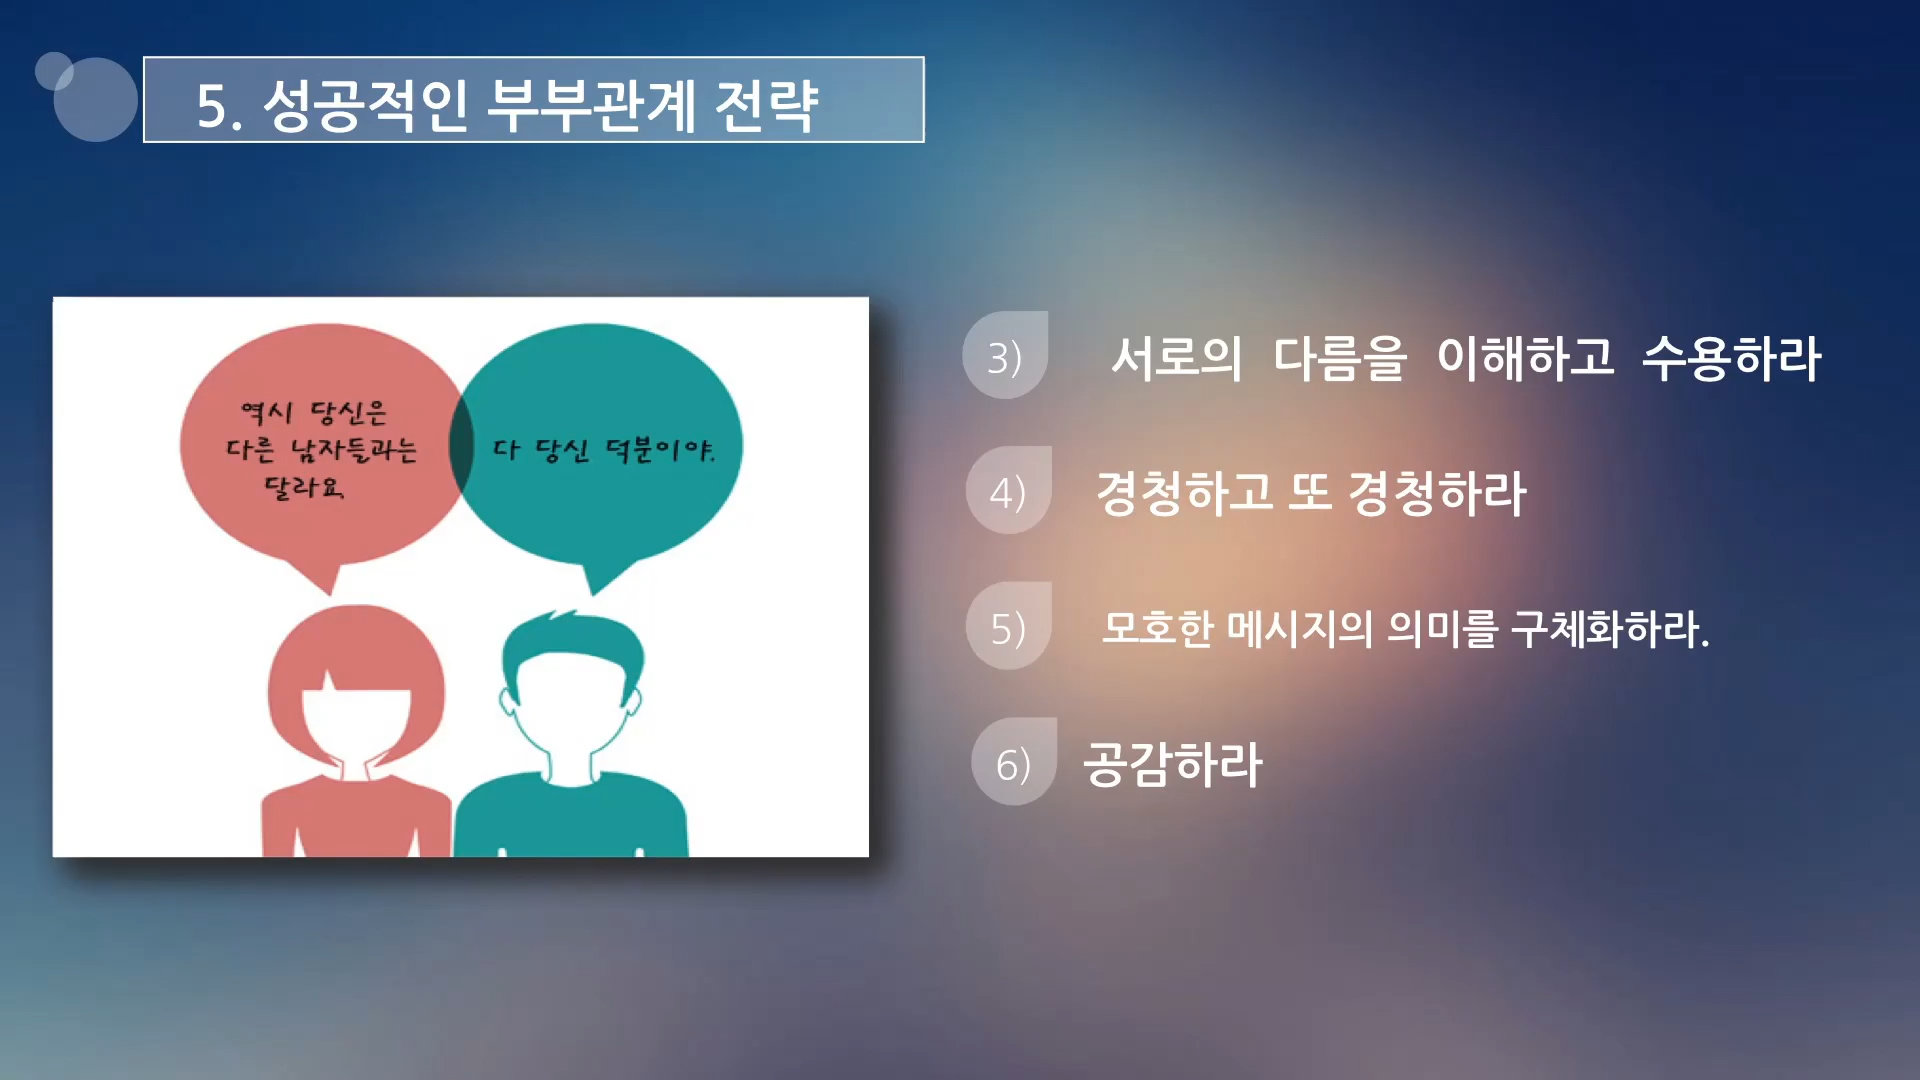 5. 성공적인 부부관계 전략
역시 당신은
다른 남자들과는
달라요.
다 당신 덕분이야.
3) 서로의 다름을 이해하고 수용하라
4) 경청하고 또 경청하라
5) 모호한 메시지의 의미를 구체화하라.
6) 공감하라